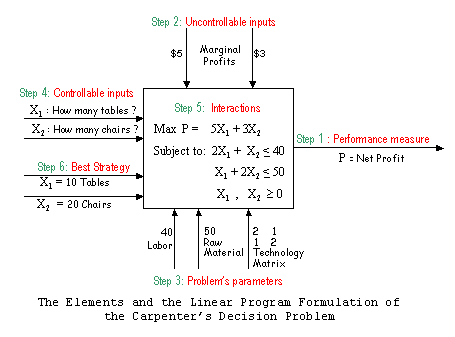 Step 2: Uncontrollable inputs
$5 Marginal $3
Profits
Step 4: Controllable inputs
X₁ : How many tables ?
X₂ : How many chairs ?
Step 5: Interactions
Max P = 5X₁ + 3X₂
Subject to: 2X₁ + X₂ ≤ 40
X₁ + 2X₂ ≤ 50
X₁ , X₂ ≥ 0
Step 1 : Performance measure
P = Net Profit
Step 6: Best Strategy
X₁ = 10 Tables
X₂ = 20 Chairs
40
Labor
50
Raw
Material
2 1
1 2
Technology
Matrix
Step 3: Problem's parameters
The Elements and the Linear Program Formulation of
the Carpenter's Decision Problem